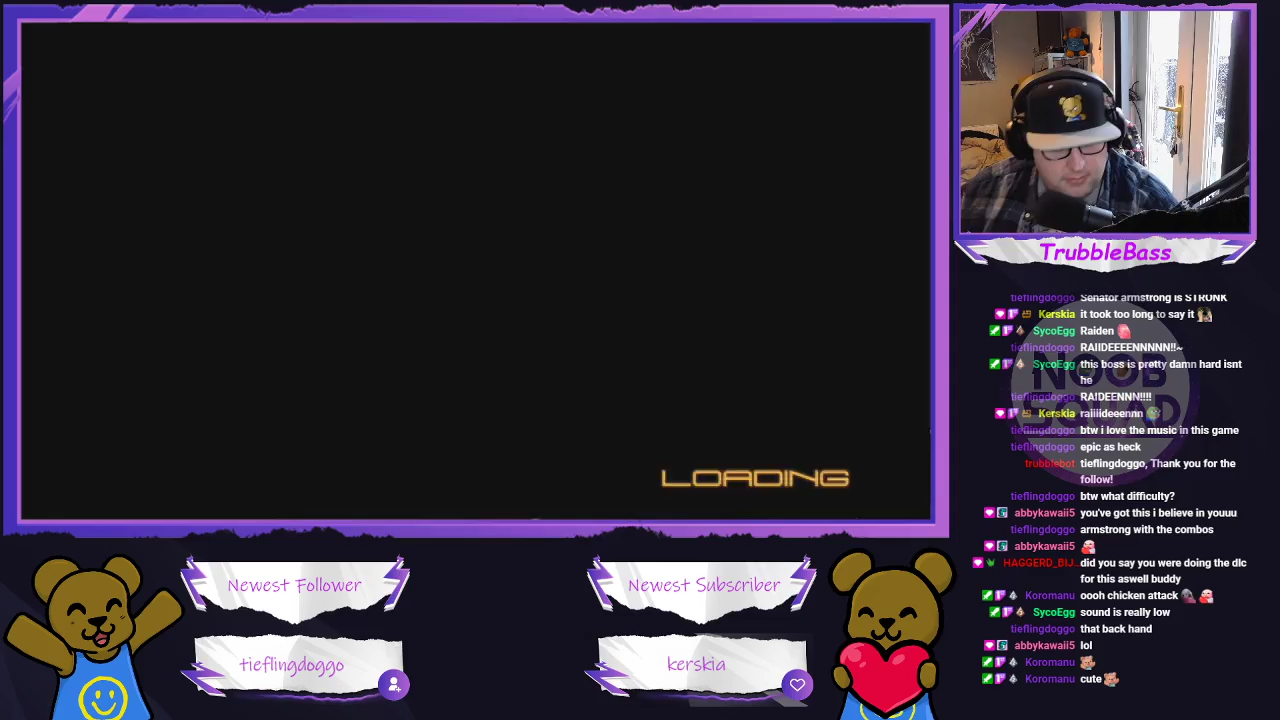 LOADING
TrubbleBass
NOOB
SQUAD
tieflingdoggo Senator armstrong is STRONK
Kerskia it took too long to say it
SycoEgg Raiden
tieflingdoggo RAIIDEEEENNNNN!!~
SycoEgg this boss is pretty damn hard isnt
he
tieflingdoggo RAIDENNN!!!!
Kerskia raiiiideeennn
tieflingdoggo btw i love the music in this game
tieflingdoggo epic as heck
trubblebot tieflingdoggo, Thank you for the
follow!
tieflingdoggo btw what difficulty?
abbykawaii5 you've got this i believe in youuu
tieflingdoggo armstrong with the combos
abbykawaii5
HAGGERD_BIJ... did you say you were doing the dlc
for this aswell buddy
Koromanu oooh chicken attack
SycoEgg sound is really low
tieflingdoggo that back hand
abbykawaii5 lol
Koromanu
Koromanu cute
Newest Follower
tieflingdoggo
Newest Subscriber
kerskia